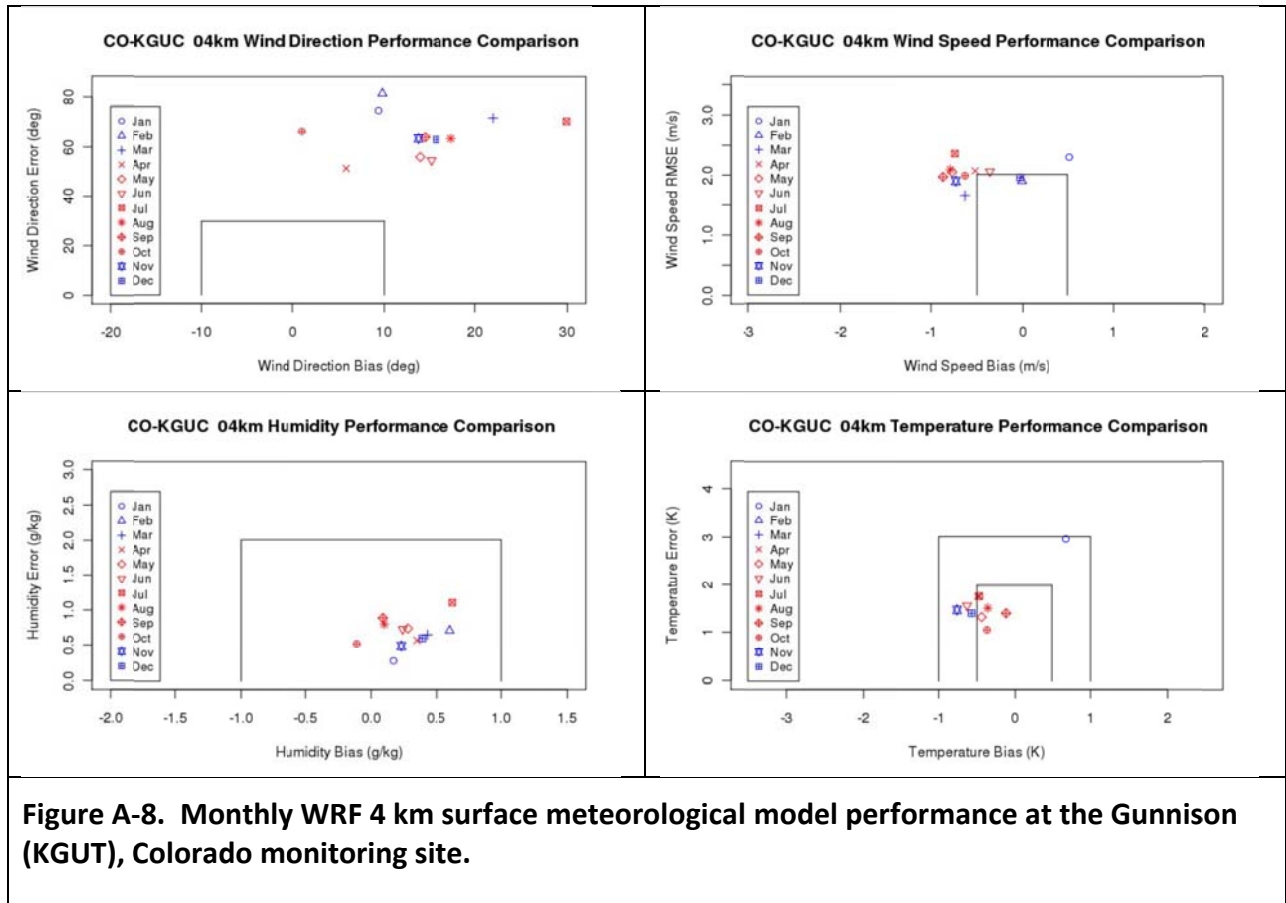 CO-KGUC 04km Wind Direction Performance Comparison
Wind Direction Error (deg)
80
60
40
20
0
Jan
Feb
Mar
Apr
May
Jun
Jul
Aug
Sep
Oct
Nov
Dec
-20 -10 0 10 20 30
Wind Direction Bias (deg)
CO-KGUC 04km Wind Speed Performance Comparison
Wind Speed RMSE (m/s)
3.0
2.0
1.0
0.0
Jan
Feb
Mar
Apr
May
Jun
Jul
Aug
Sep
Oct
Nov
Dec
-3 -2 -1 0 1 2
Wind Speed Bias (m/s)
CO-KGUC 04km Humidity Performance Comparison
Humidity Error (g/kg)
3.0
2.5
2.0
1.5
1.0
0.5
0.0
Jan
Feb
Mar
Apr
May
Jun
Jul
Aug
Sep
Oct
Nov
Dec
-2.0 -1.5 -1.0 -0.5 0.0 0.5 1.0 1.5
Humidity Bias (g/kg)
CO-KGUC 04km Temperature Performance Comparison
Temperature Error (K)
4
3
2
1
0
Jan
Feb
Mar
Apr
May
Jun
Jul
Aug
Sep
Oct
Nov
Dec
-3 -2 -1 0 1 2
Temperature Bias (K)
Figure A-8. Monthly WRF 4 km surface meteorological model performance at the Gunnison
(KGUT), Colorado monitoring site.